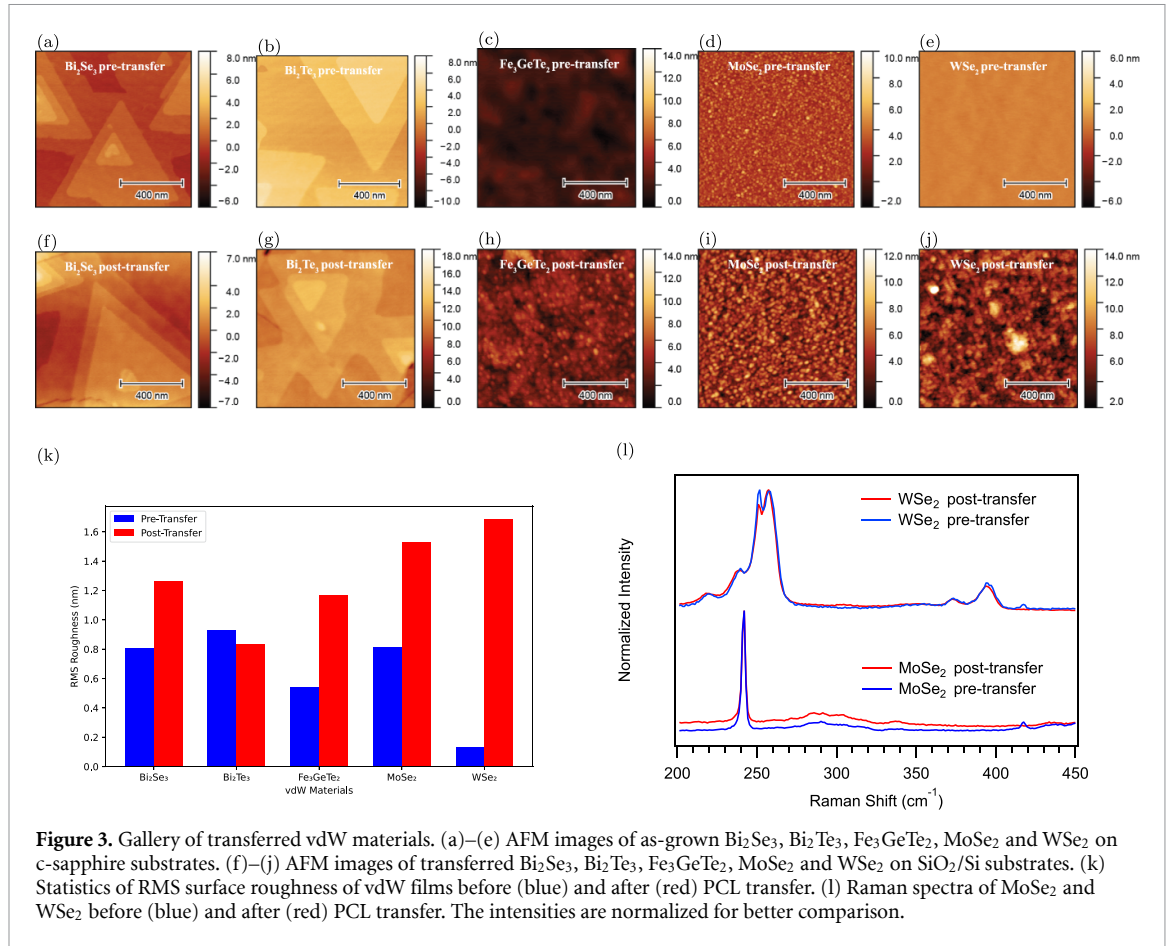 (a)
Bi₂Se₃ pre-transfer
8.0 nm
6.0
4.0
2.0
0.0
−2.0
−4.0
−6.0
400 nm
(b)
Bi₂Te₃ pre-transfer
8.0 nm
6.0
4.0
2.0
0.0
−2.0
−4.0
−6.0
−10.0
400 nm
(c)
Fe₃GeTe₂ pre-transfer
14.0 nm
12.0
10.0
8.0
6.0
4.0
2.0
0.0
400 nm
(d)
MoSe₂ pre-transfer
10.0 nm
8.0
6.0
4.0
2.0
0.0
−2.0
400 nm
(e)
WSe₂ pre-transfer
6.0 nm
4.0
2.0
0.0
−2.0
−4.0
−6.0
400 nm
(f)
Bi₂Se₃ post-transfer
7.0 nm
4.0
2.0
0.0
−2.0
−4.0
−7.0
400 nm
(g)
Bi₂Te₃ post-transfer
18.0 nm
16.0
14.0
12.0
10.0
8.0
6.0
4.0
0.0
400 nm
(h)
Fe₃GeTe₂ post-transfer
14.0 nm
12.0
10.0
8.0
6.0
4.0
2.0
0.0
400 nm
(i)
MoSe₂ post-transfer
12.0 nm
10.0
8.0
6.0
4.0
2.0
0.0
400 nm
(j)
WSe₂ post-transfer
14.0 nm
12.0
10.0
8.0
6.0
4.0
2.0
400 nm
(k)
Pre-Transfer
Post-Transfer
RMS Roughness (nm)
1.6
1.4
1.2
1.0
0.8
0.6
0.4
0.2
0.0
Bi₂Se₃ Bi₂Te₃ Fe₃GeTe₂ MoSe₂ WSe₂
vdW Materials
(l)
WSe₂ post-transfer
WSe₂ pre-transfer
MoSe₂ post-transfer
MoSe₂ pre-transfer
Normalized Intensity
200 250 300 350 400 450
Raman Shift (cm⁻¹)
Figure 3. Gallery of transferred vdW materials. (a)–(e) AFM images of as-grown Bi₂Se₃, Bi₂Te₃, Fe₃GeTe₂, MoSe₂ and WSe₂ on
c-sapphire substrates. (f)–(j) AFM images of transferred Bi₂Se₃, Bi₂Te₃, Fe₃GeTe₂, MoSe₂ and WSe₂ on SiO₂/Si substrates. (k)
Statistics of RMS surface roughness of vdW films before (blue) and after (red) PCL transfer. (l) Raman spectra of MoSe₂ and
WSe₂ before (blue) and after (red) PCL transfer. The intensities are normalized for better comparison.